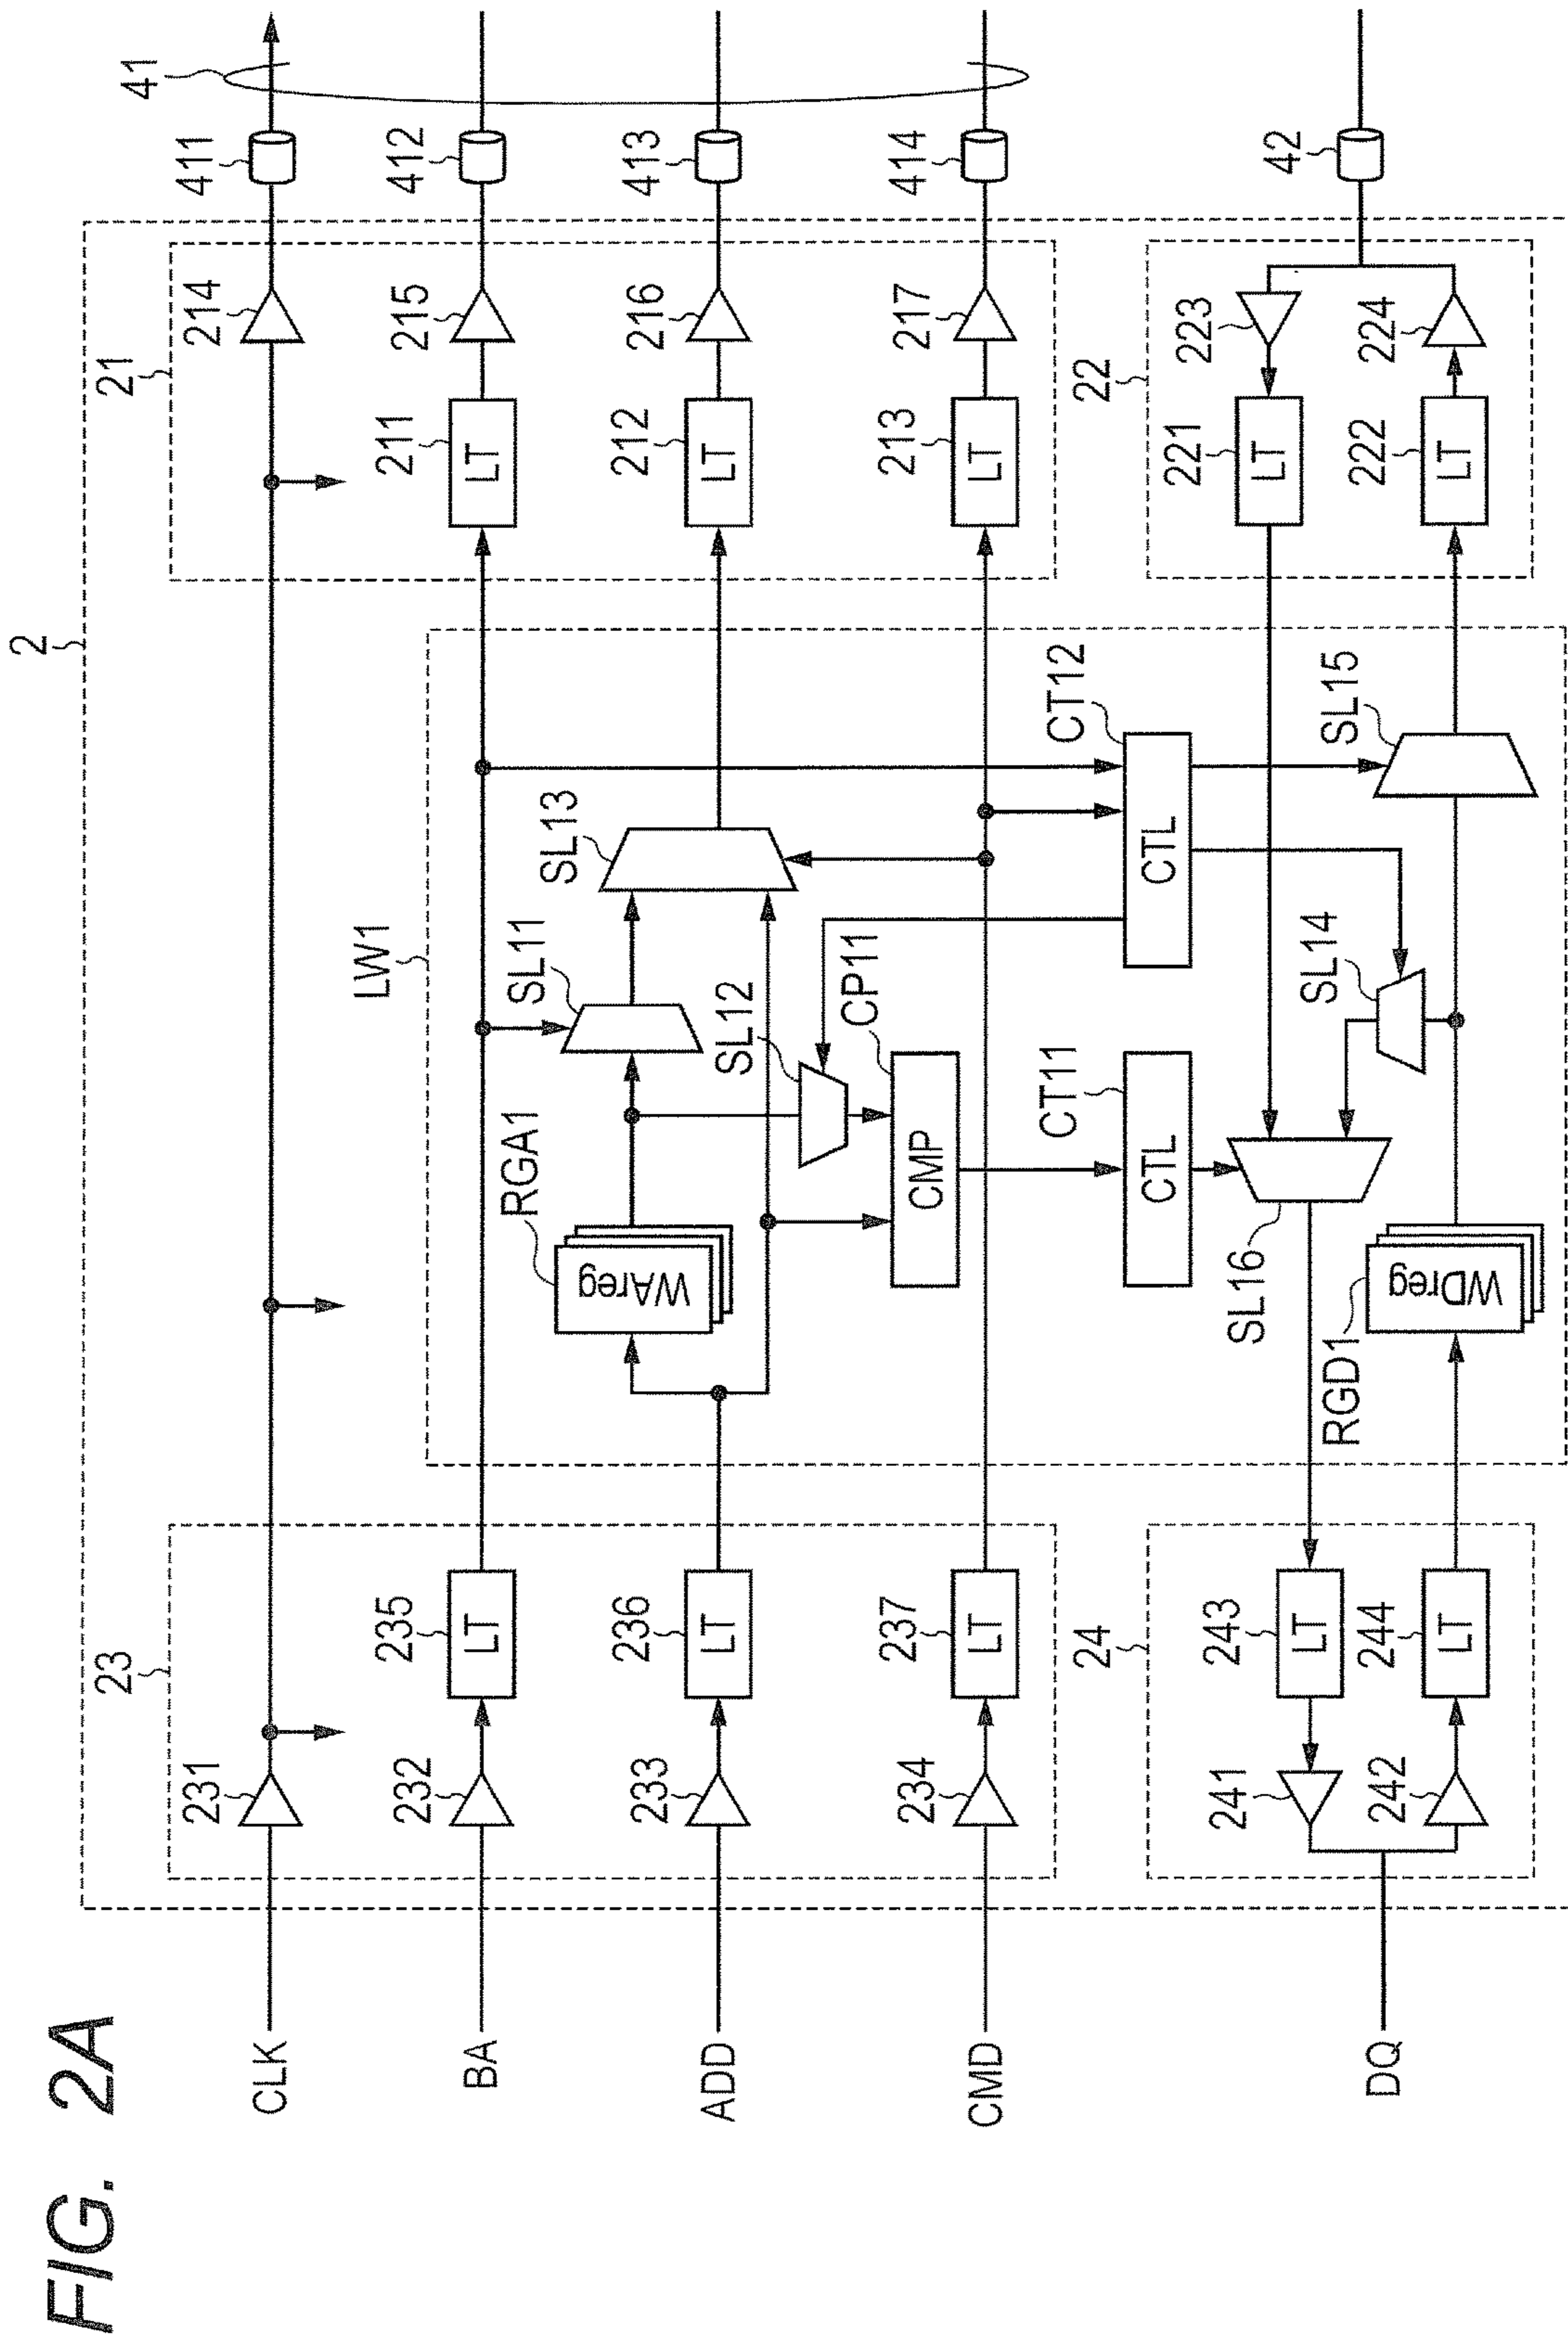 FIG. 2A
2
41
CLK
231
23
21
214
411
BA
232
235
LT
LW1
211
LT
215
412
ADD
233
236
LT
RGA1
WAreg
SL11
SL12
SL13
212
LT
216
413
CMD
234
237
LT
CP11
CMP
213
LT
217
414
CT11
CTL
CT12
CTL
24
22
DQ
241
243
LT
SL16
SL14
SL15
221
LT
223
42
242
244
LT
RGD1
WDreg
222
LT
224